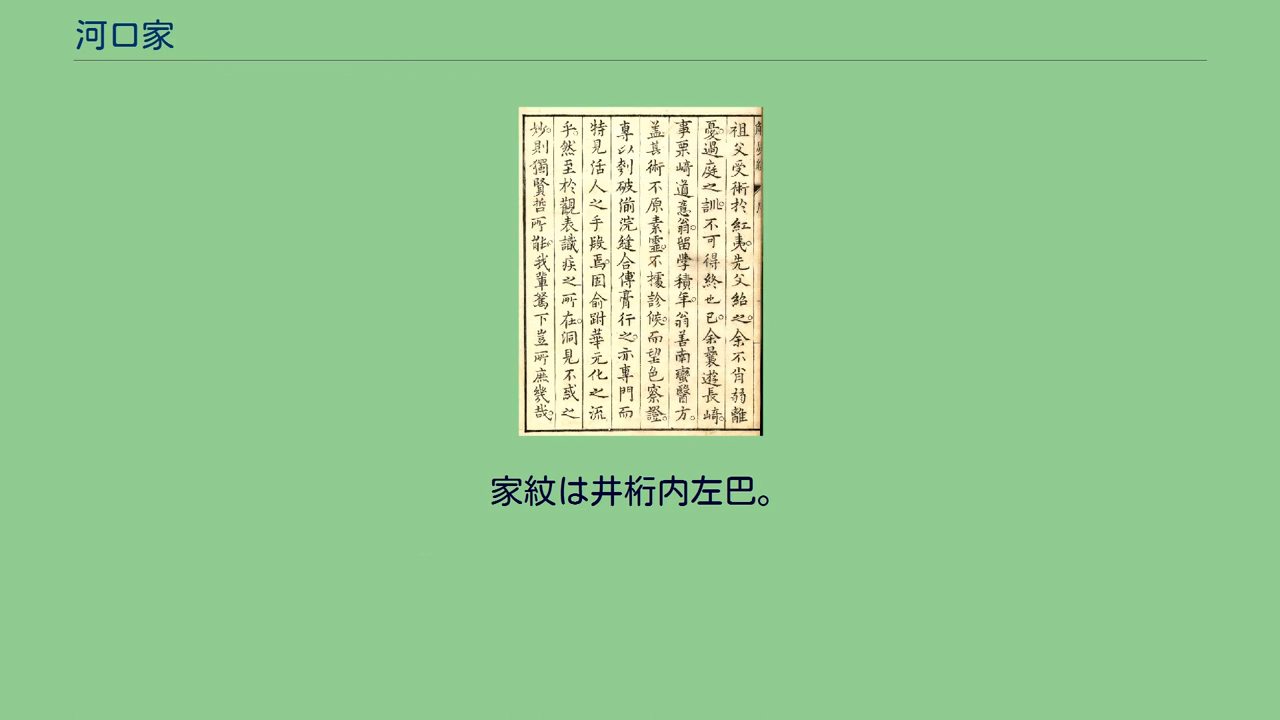 河口家
祖父受術於紅夷。先父紹之。余不肖弱離
憂。過庭之訓。不可得終也已。余曩遊長崎。
事栗崎道意翁。留學積年。翁善南蠻醫方。
蓋其術不原素靈。不據診候。而望色察證。
專以刳破湔浣縫合傳膏行之。亦專門而
特見活人之手段焉。因俞跗華元化之流
乎。然至於觀表識疾之所在。洞見不惑之
妙。則獨賢哲所能。我輩駑下豈所庶幾哉。
家紋は井桁内左巴。